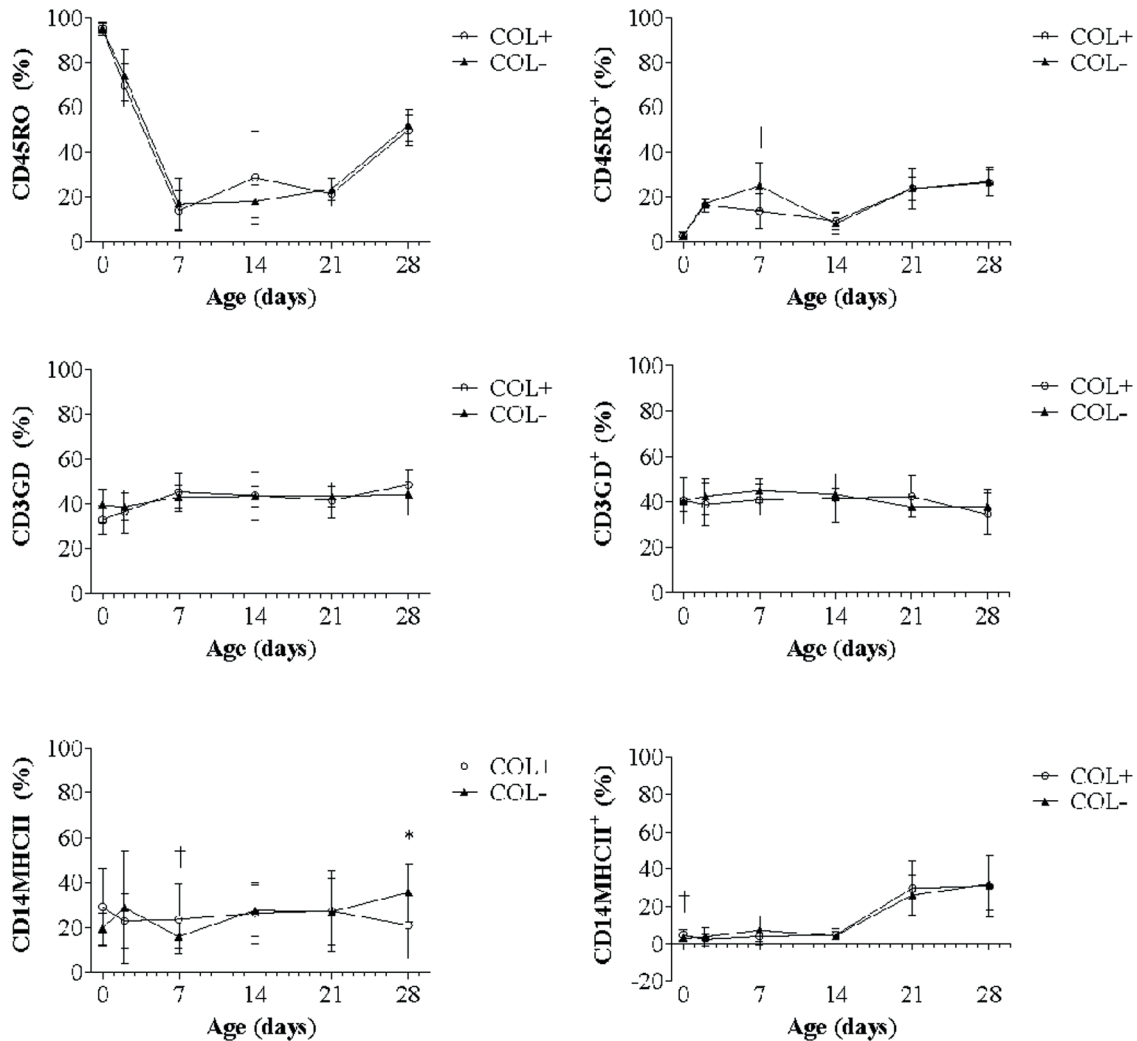 100
80
60
40
20
0
CD45RO (%)
0 7 14 21 28
Age (days)
COL+
COL-
100
80
60
40
20
0
CD45RO+ (%)
†
0 7 14 21 28
Age (days)
COL+
COL-
100
80
60
40
20
0
CD3GD (%)
0 7 14 21 28
Age (days)
COL+
COL-
100
80
60
40
20
0
CD3GD+ (%)
0 7 14 21 28
Age (days)
COL+
COL-
100
80
60
40
20
0
CD14MHCII (%)
†
*
0 7 14 21 28
Age (days)
COL+
COL-
100
80
60
40
20
0
-20
CD14MHCII+ (%)
†
0 7 14 21 28
Age (days)
COL+
COL-